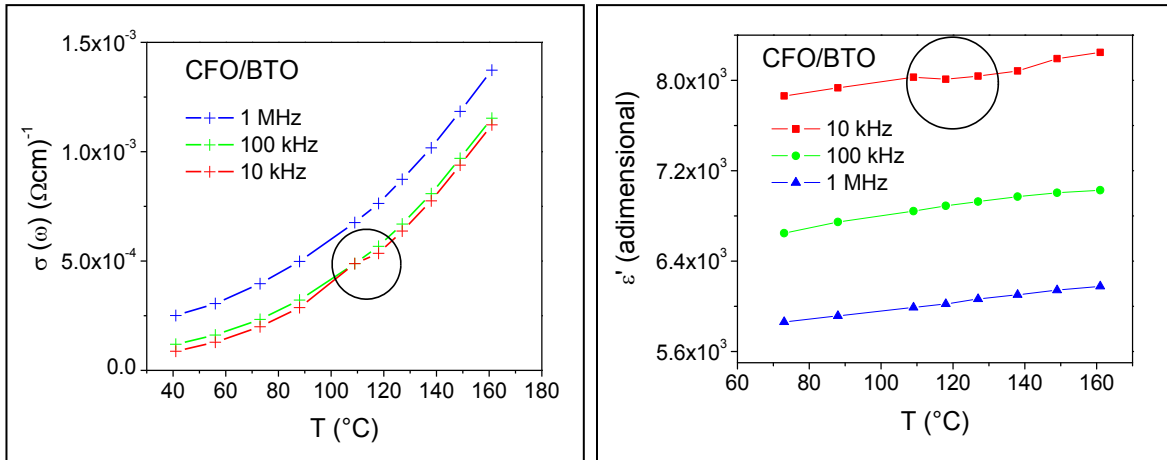 1.5x10⁻³
1.0x10⁻³
5.0x10⁻⁴
0.0
σ (ω) (Ωcm)⁻¹
CFO/BTO
1 MHz
100 kHz
10 kHz
40 60 80 100 120 140 160 180
T (°C)
8.0x10³
7.2x10³
6.4x10³
5.6x10³
ε' (adimensional)
CFO/BTO
10 kHz
100 kHz
1 MHz
60 80 100 120 140 160
T (°C)